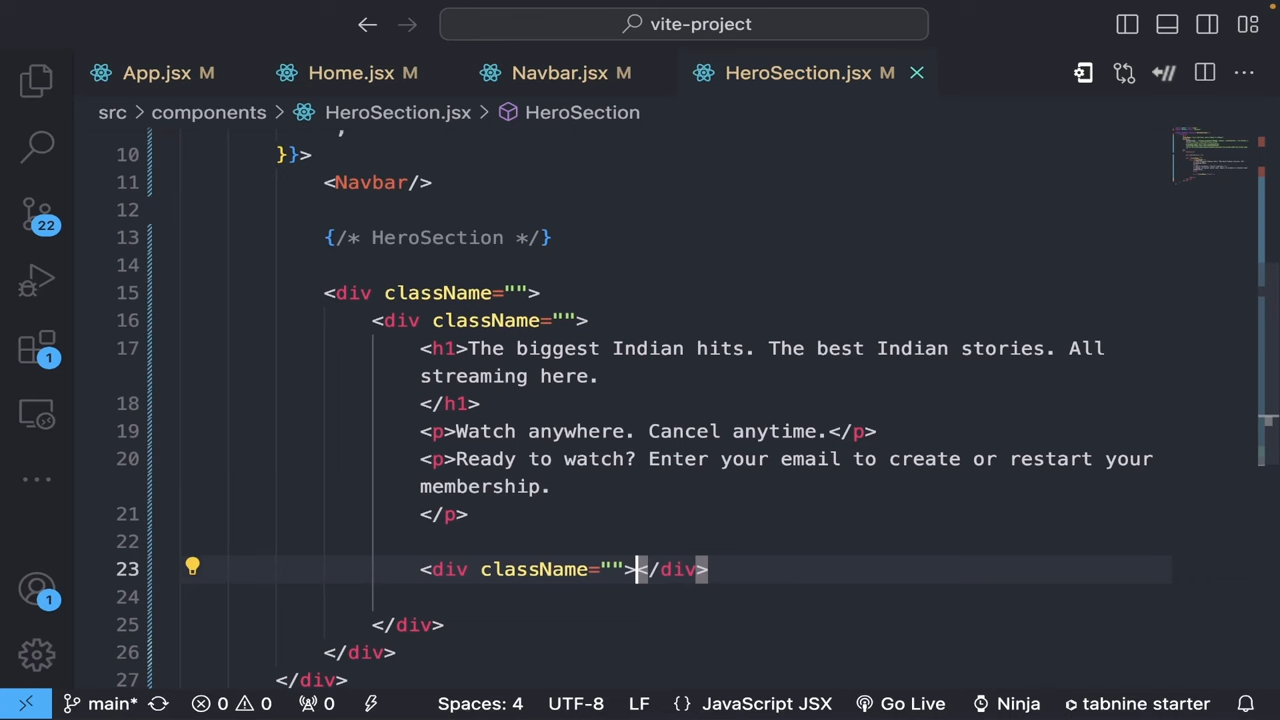 vite-project
App.jsx M Home.jsx M Navbar.jsx M HeroSection.jsx M
src > components > HeroSection.jsx > HeroSection
10 }}>
11 <Navbar/>
12
13 {/* HeroSection */}
14
15 <div className="">
16 <div className="">
17 <h1>The biggest Indian hits. The best Indian stories. All
streaming here.
18 </h1>
19 <p>Watch anywhere. Cancel anytime.</p>
20 <p>Ready to watch? Enter your email to create or restart your
membership.
21 </p>
22
23 <div className=""></div>
24
25 </div>
26 </div>
27 </div>
22
1
1
main* 0 0 0 Spaces: 4 UTF-8 LF {} JavaScript JSX Go Live Ninja tabnine starter